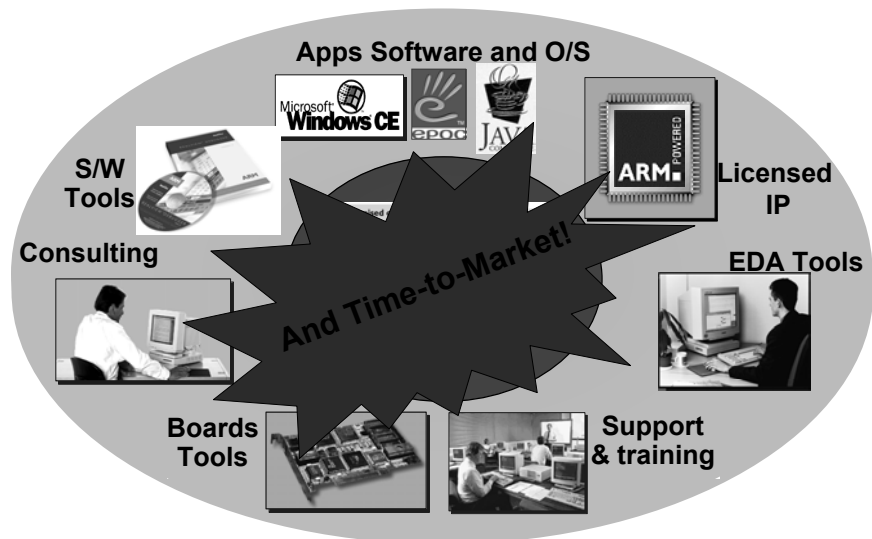 Apps Software and O/S
Microsoft
Windows CE
epoc
JAVA
S/W
Tools
ARM
ARM
POWERED
Licensed
IP
Consulting
EDA Tools
And Time-to-Market!
Boards
Tools
Support
& training